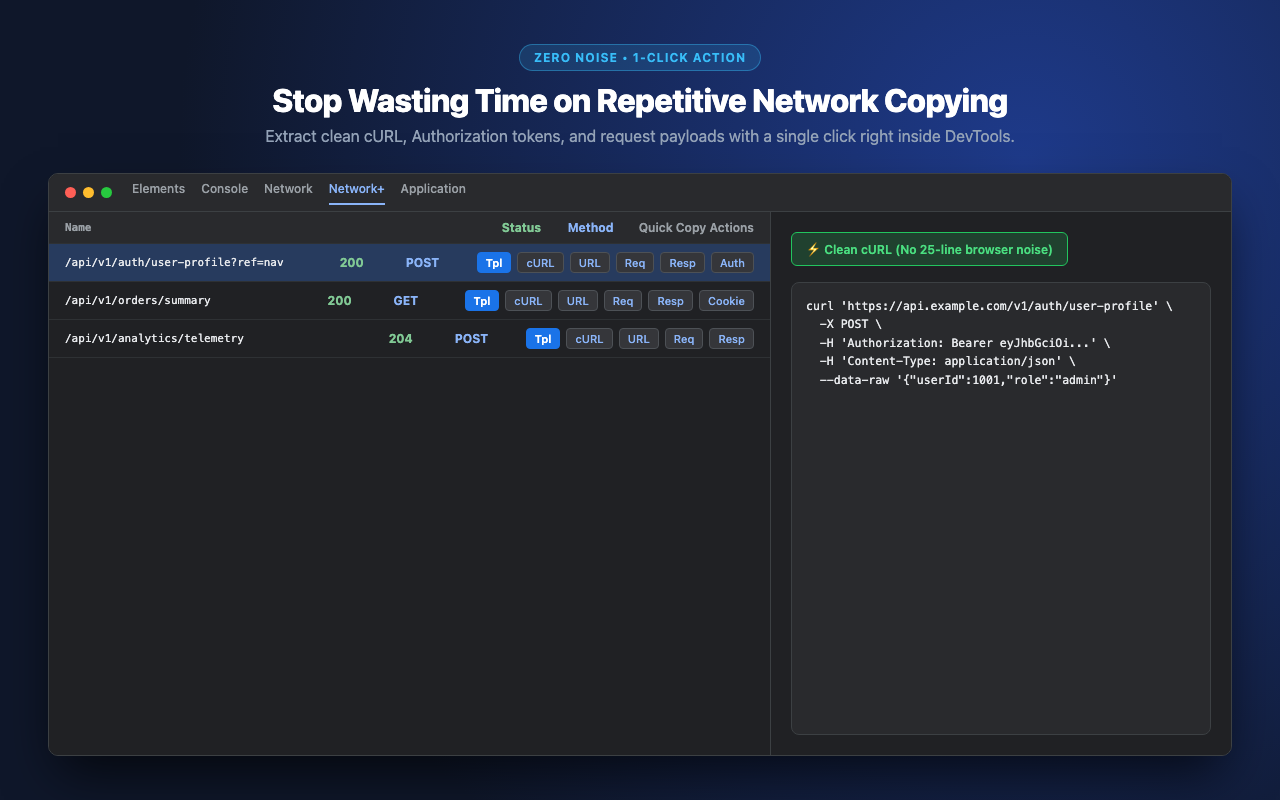 ZERO NOISE • 1-CLICK ACTION
Stop Wasting Time on Repetitive Network Copying
Extract clean cURL, Authorization tokens, and request payloads with a single click right inside DevTools.
Elements Console Network Network+ Application
Name Status Method Quick Copy Actions
/api/v1/auth/user-profile?ref=nav 200 POST Tpl cURL URL Req Resp Auth
/api/v1/orders/summary 200 GET Tpl cURL URL Req Resp Cookie
/api/v1/analytics/telemetry 204 POST Tpl cURL URL Req Resp
⚡ Clean cURL (No 25-line browser noise)
curl 'https://api.example.com/v1/auth/user-profile' \
-X POST \
-H 'Authorization: Bearer eyJhbGciOi...' \
-H 'Content-Type: application/json' \
--data-raw '{"userId":1001,"role":"admin"}'